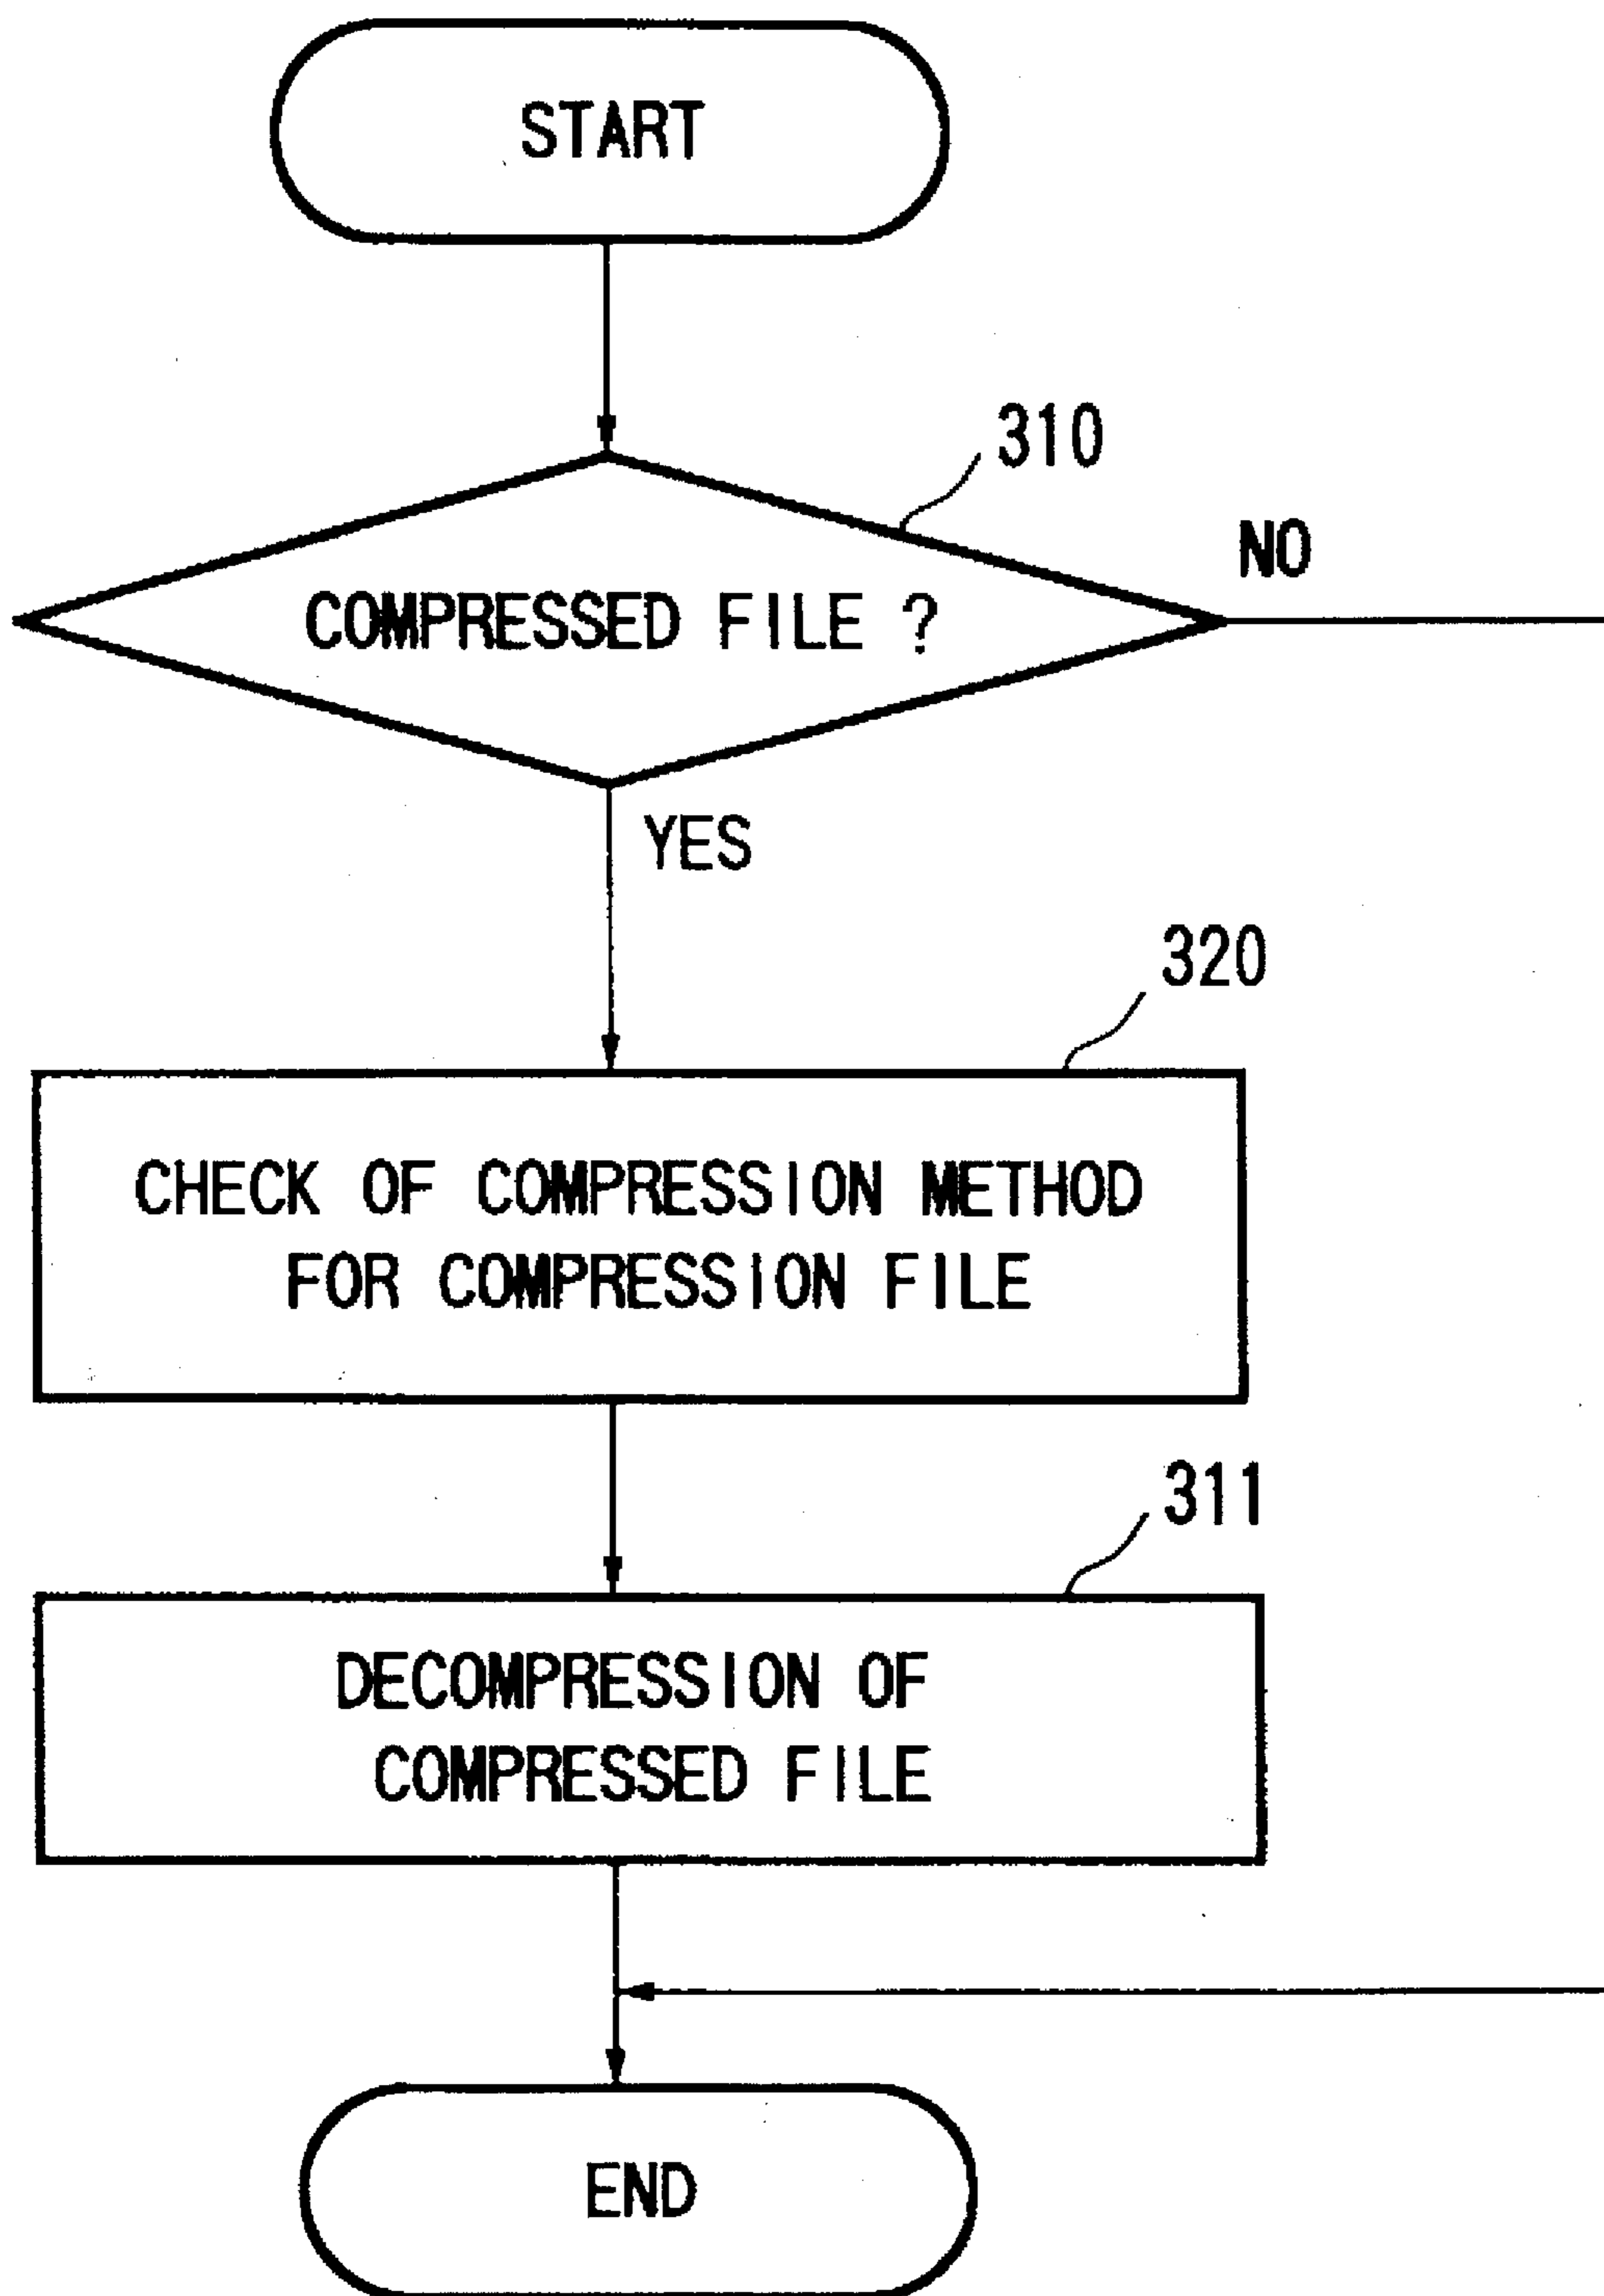 START
310
NO
COMPRESSED FILE ?
YES
320
CHECK OF COMPRESSION METHOD
FOR COMPRESSION FILE
311
DECOMPRESSION OF
COMPRESSED FILE
END